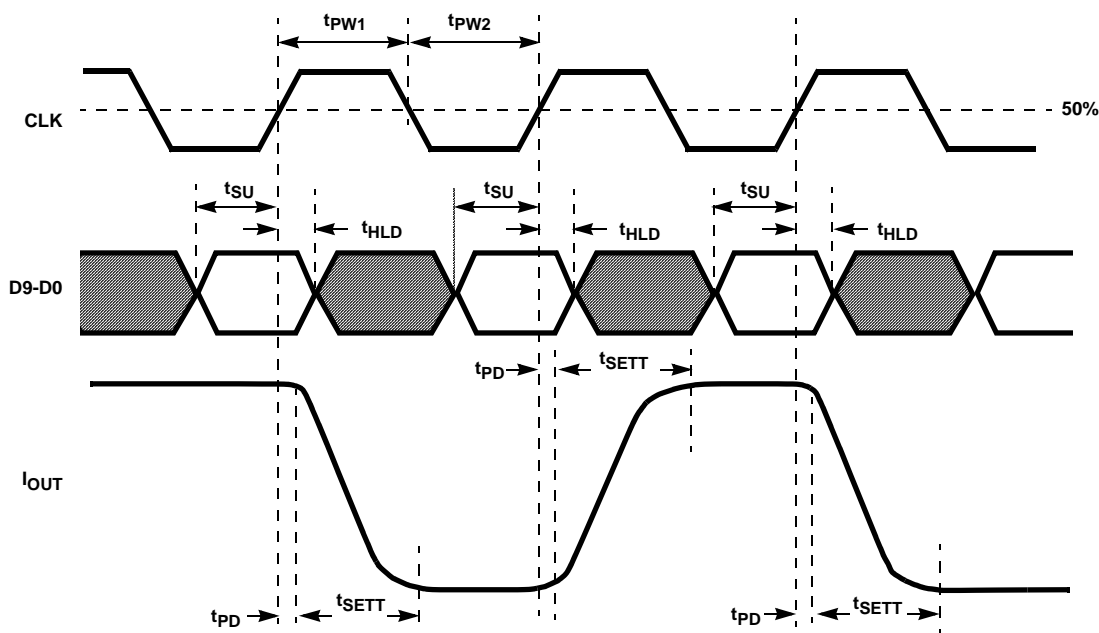 tPW1 tPW2
CLK
50%
tSU tSU tSU
tHLD tHLD tHLD
D9-D0
tPD tSETT
IOUT
tPD tSETT tPD tSETT